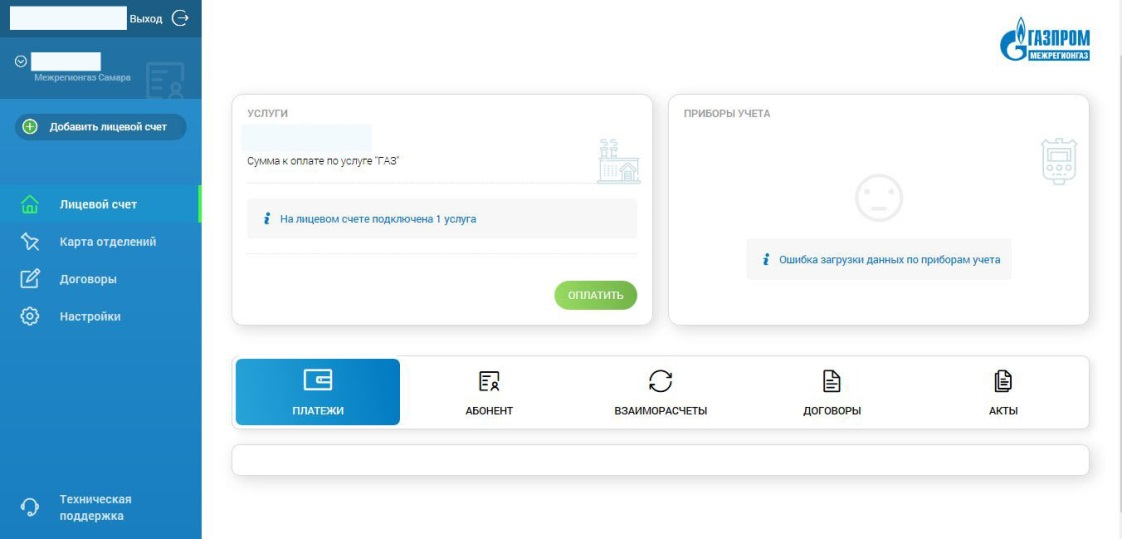 Выход
Межрегионгаз Самара
Добавить лицевой счет
Лицевой счет
Карта отделений
Договоры
Настройки
Техническая
поддержка
ГАЗПРОМ
МЕЖРЕГИОНГАЗ
УСЛУГИ
Сумма к оплате по услуге "ГАЗ"
На лицевом счете подключена 1 услуга
ОПЛАТИТЬ
ПРИБОРЫ УЧЕТА
Ошибка загрузки данных по приборам учета
ПЛАТЕЖИ
АБОНЕНТ
ВЗАИМОРАСЧЕТЫ
ДОГОВОРЫ
АКТЫ